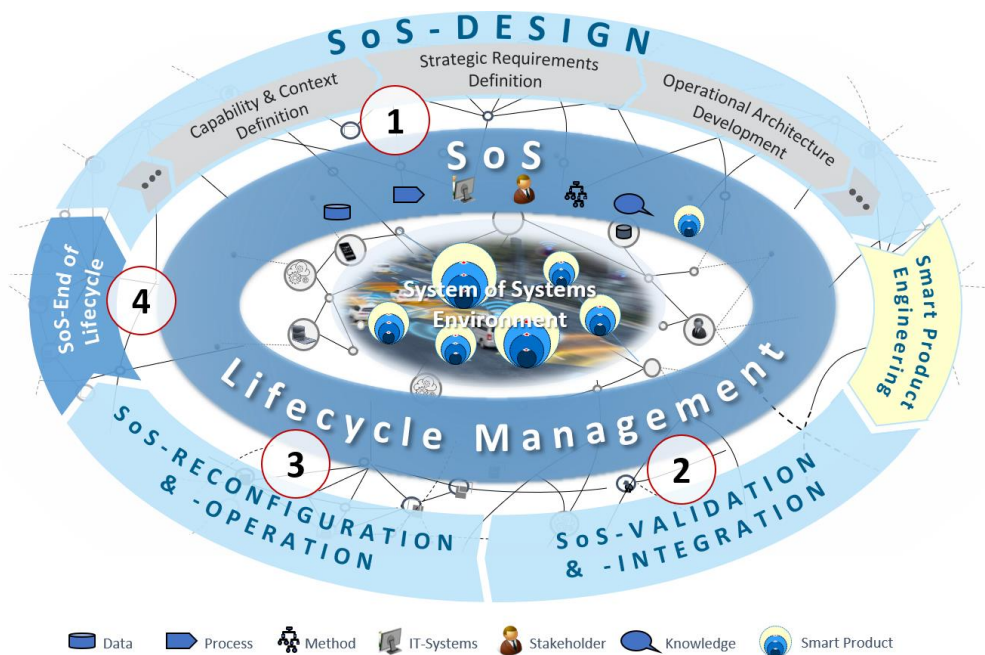 SoS-DESIGN
Capability & Context
Definition
Strategic Requirements
Definition
Operational Architecture
Development
•••
•••
1
SoS
System of Systems
Environment
Lifecycle Management
SoS-End of
Lifecycle
4
Smart Product
Engineering
3
2
SoS-RECONFIGURATION
& -OPERATION
SoS-VALIDATION
& -INTEGRATION
Data
Process
Method
IT-Systems
Stakeholder
Knowledge
Smart Product